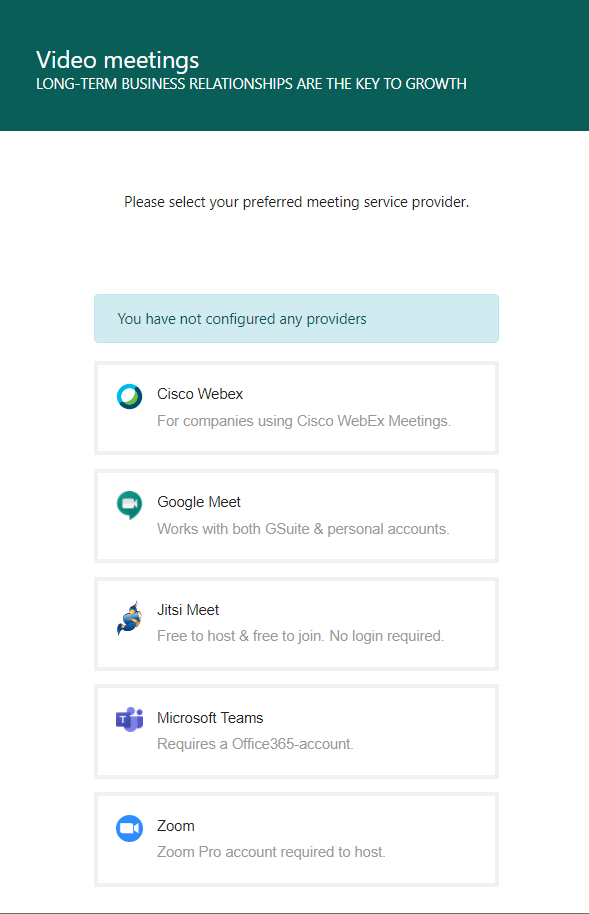 Video meetings
LONG-TERM BUSINESS RELATIONSHIPS ARE THE KEY TO GROWTH
Please select your preferred meeting service provider.
You have not configured any providers
Cisco Webex
For companies using Cisco WebEx Meetings.
Google Meet
Works with both GSuite & personal accounts.
Jitsi Meet
Free to host & free to join. No login required.
T
Microsoft Teams
Requires a Office365-account.
Zoom
Zoom Pro account required to host.